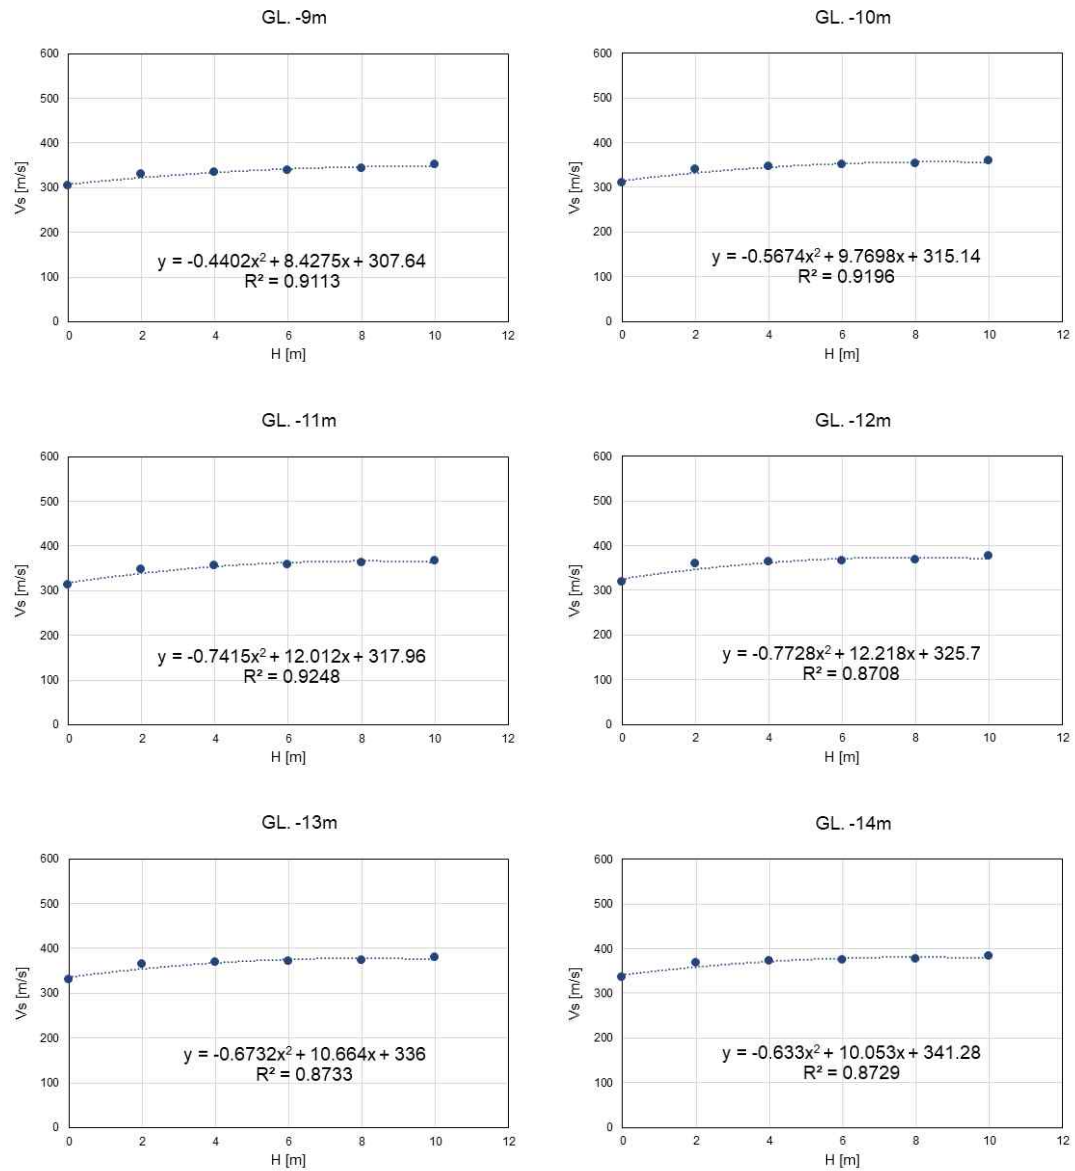 GL. -9m
600
500
400
300
200
100
0
Vs [m/s]
y = -0.4402x² + 8.4275x + 307.64
R² = 0.9113
0 2 4 6 8 10 12
H [m]
GL. -10m
600
500
400
300
200
100
0
Vs [m/s]
y = -0.5674x² + 9.7698x + 315.14
R² = 0.9196
0 2 4 6 8 10 12
H [m]
GL. -11m
600
500
400
300
200
100
0
Vs [m/s]
y = -0.7415x² + 12.012x + 317.96
R² = 0.9248
0 2 4 6 8 10 12
H [m]
GL. -12m
600
500
400
300
200
100
0
Vs [m/s]
y = -0.7728x² + 12.218x + 325.7
R² = 0.8708
0 2 4 6 8 10 12
H [m]
GL. -13m
600
500
400
300
200
100
0
Vs [m/s]
y = -0.6732x² + 10.664x + 336
R² = 0.8733
0 2 4 6 8 10 12
H [m]
GL. -14m
600
500
400
300
200
100
0
Vs [m/s]
y = -0.633x² + 10.053x + 341.28
R² = 0.8729
0 2 4 6 8 10 12
H [m]